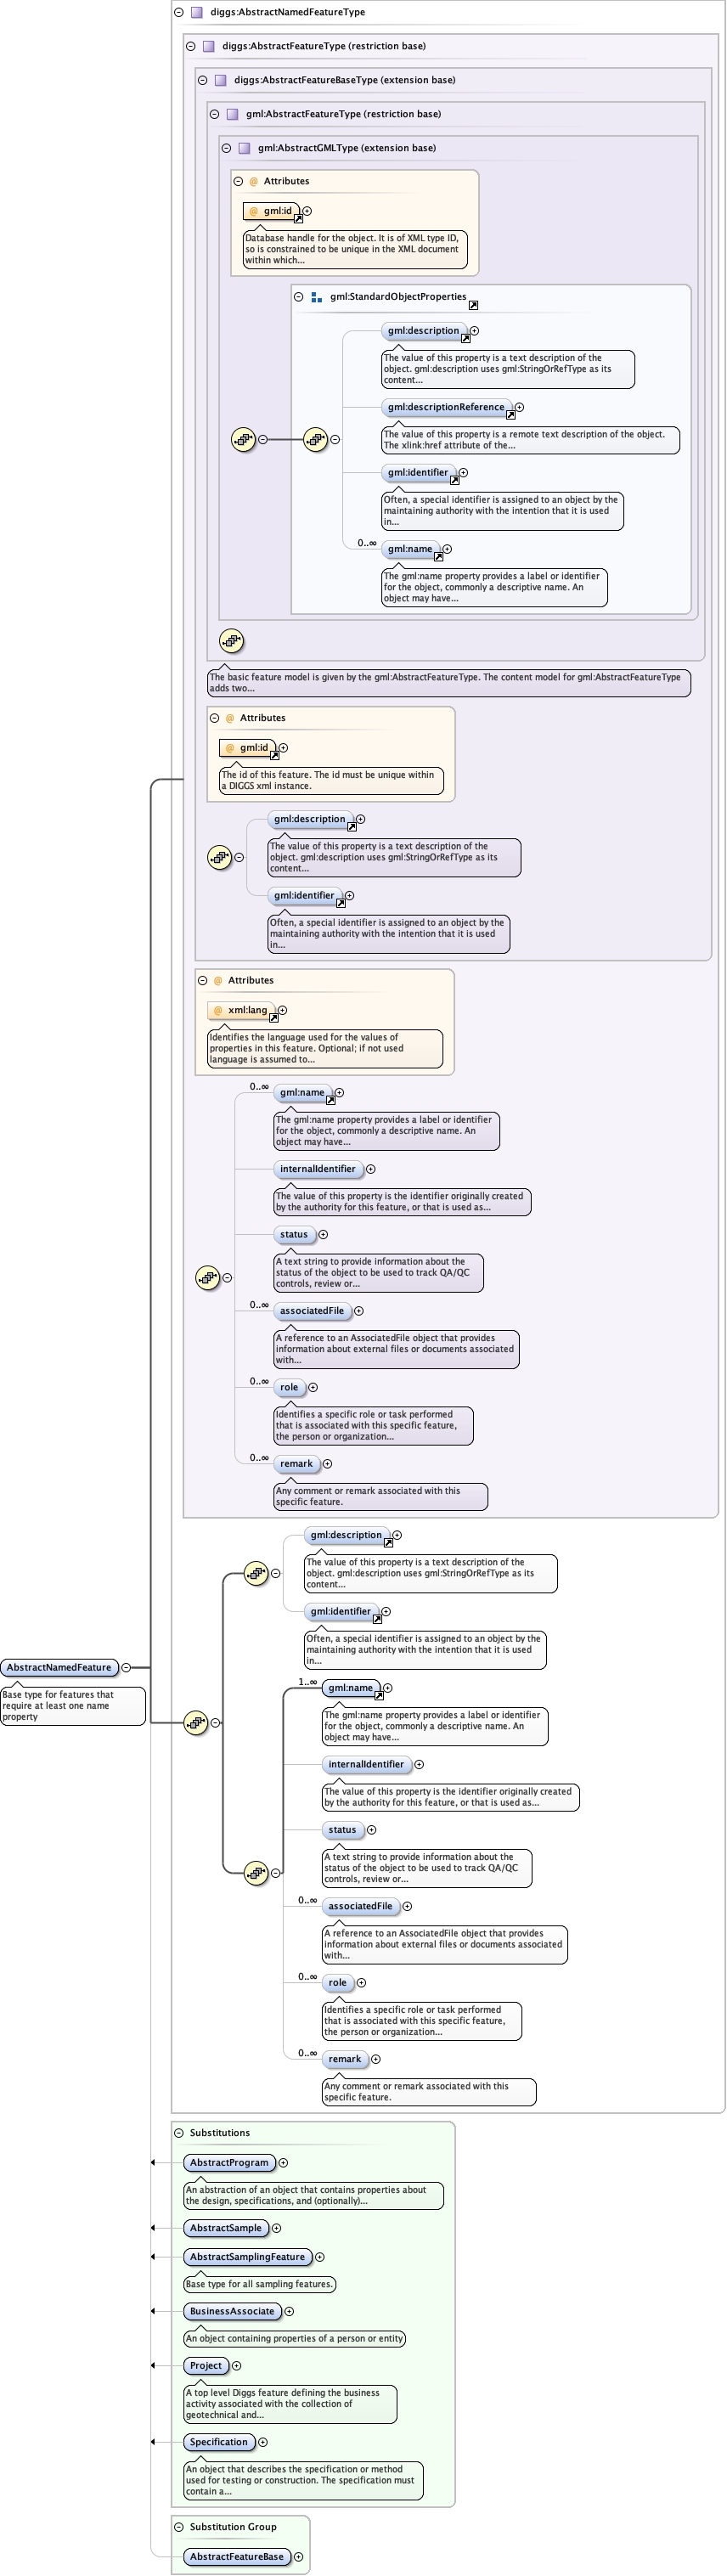 diggs:AbstractNamedFeatureType
diggs:AbstractFeatureType (restriction base)
diggs:AbstractFeatureBaseType (extension base)
gml:AbstractFeatureType (restriction base)
gml:AbstractGMLType (extension base)
@ Attributes
@ gml:id
Database handle for the object. It is of XML type ID,
so is constrained to be unique in the XML document
within which...
gml:StandardObjectProperties
gml:description
The value of this property is a text description of the
object. gml:description uses gml:StringOrRefType as its
content...
gml:descriptionReference
The value of this property is a remote text description of the object.
The xlink:href attribute of the...
gml:identifier
Often, a special identifier is assigned to an object by the
maintaining authority with the intention that it is used
in...
0..∞
gml:name
The gml:name property provides a label or identifier
for the object, commonly a descriptive name. An
object may have...
The basic feature model is given by the gml:AbstractFeatureType. The content model for gml:AbstractFeatureType
adds two...
@ Attributes
@ gml:id
The id of this feature. The id must be unique within
a DIGGS xml instance.
gml:description
The value of this property is a text description of the
object. gml:description uses gml:StringOrRefType as its
content...
gml:identifier
Often, a special identifier is assigned to an object by the
maintaining authority with the intention that it is used
in...
@ Attributes
@ xml:lang
Identifies the language used for the values of
properties in this feature. Optional; if not used
language is assumed to...
0..∞
gml:name
The gml:name property provides a label or identifier
for the object, commonly a descriptive name. An
object may have...
internalIdentifier
The value of this property is the identifier originally created
by the authority for this feature, or that is used as...
status
A text string to provide information about the
status of the object to be used to track QA/QC
controls, review or...
0..∞
associatedFile
A reference to an AssociatedFile object that provides
information about external files or documents associated
with...
0..∞
role
Identifies a specific role or task performed
that is associated with this specific feature,
the person or organization...
0..∞
remark
Any comment or remark associated with this
specific feature.
gml:description
The value of this property is a text description of the
object. gml:description uses gml:StringOrRefType as its
content...
gml:identifier
Often, a special identifier is assigned to an object by the
maintaining authority with the intention that it is used
in...
AbstractNamedFeature
Base type for features that
require at least one name
property
1..∞
gml:name
The gml:name property provides a label or identifier
for the object, commonly a descriptive name. An
object may have...
internalIdentifier
The value of this property is the identifier originally created
by the authority for this feature, or that is used as...
status
A text string to provide information about the
status of the object to be used to track QA/QC
controls, review or...
0..∞
associatedFile
A reference to an AssociatedFile object that provides
information about external files or documents associated
with...
0..∞
role
Identifies a specific role or task performed
that is associated with this specific feature,
the person or organization...
0..∞
remark
Any comment or remark associated with this
specific feature.
Substitutions
AbstractProgram
An abstraction of an object that contains properties about
the design, specifications, and (optionally)...
AbstractSample
AbstractSamplingFeature
Base type for all sampling features.
BusinessAssociate
An object containing properties of a person or entity
Project
A top level Diggs feature defining the business
activity associated with the collection of
geotechnical and...
Specification
An object that describes the specification or method
used for testing or construction. The specification must
contain a...
Substitution Group
AbstractFeatureBase